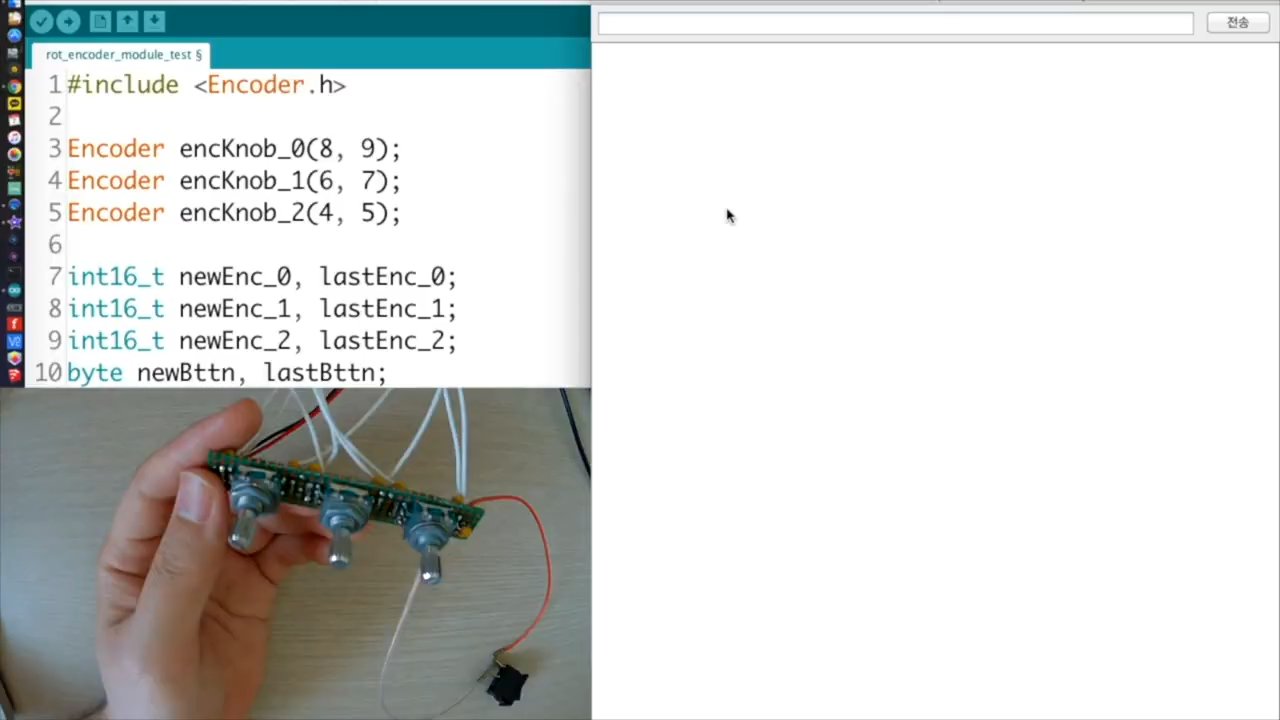 전송
rot_encoder_module_test §
1 #include <Encoder.h>
2
3 Encoder encKnob_0(8, 9);
4 Encoder encKnob_1(6, 7);
5 Encoder encKnob_2(4, 5);
6
7 int16_t newEnc_0, lastEnc_0;
8 int16_t newEnc_1, lastEnc_1;
9 int16_t newEnc_2, lastEnc_2;
10 byte newBttn, lastBttn;